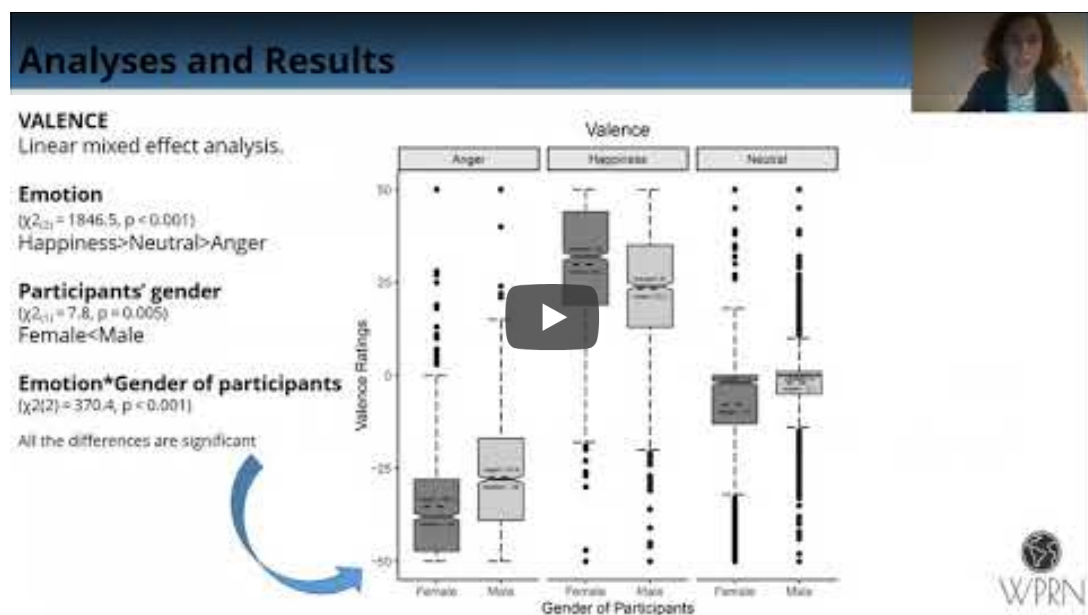 Analyses and Results
VALENCE
Linear mixed effect analysis.
Emotion
(χ2₍₂₎ = 1846.5, p < 0.001)
Happiness>Neutral>Anger
Participants' gender
(χ2₍₁₎ = 7.8, p = 0.005)
Female<Male
Emotion*Gender of participants
(χ2(2) = 370.4, p < 0.001)
All the differences are significant
Valence
Anger
Happiness
Neutral
Valence Ratings
50
25
0
-25
-50
Female
Male
Female
Male
Female
Male
Gender of Participants
WPRN